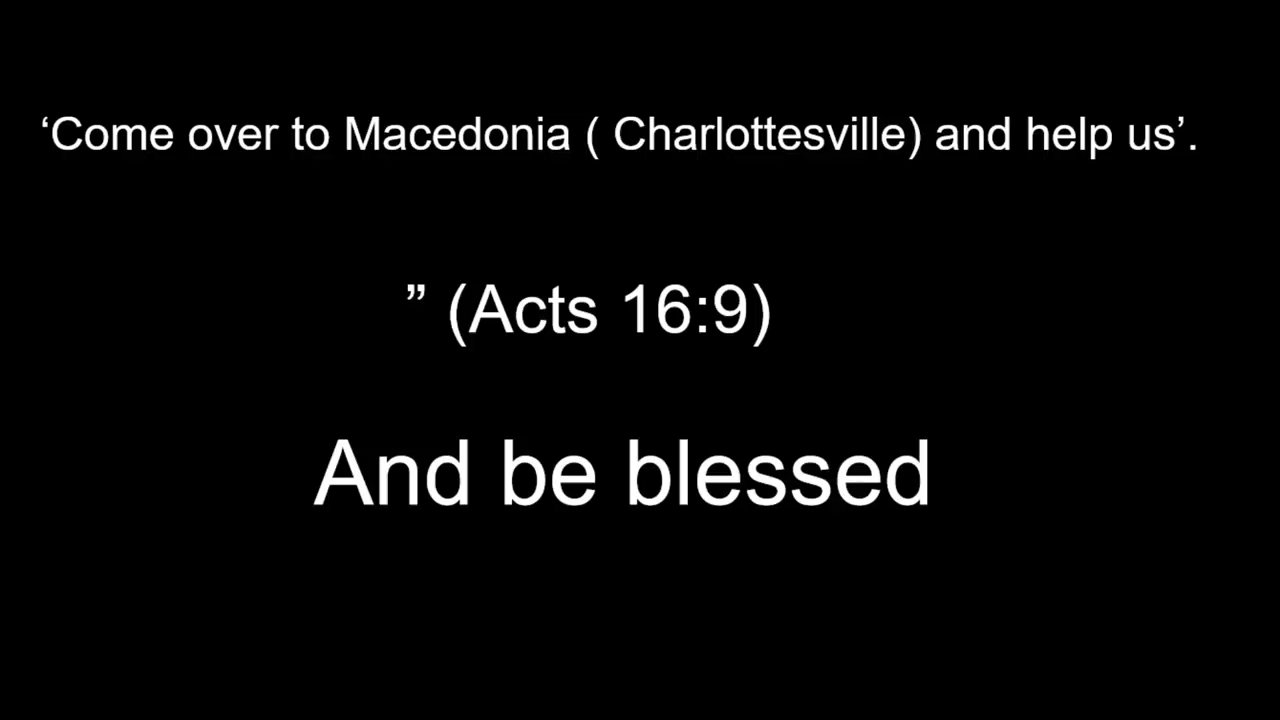 ‘Come over to Macedonia ( Charlottesville) and help us’.
” (Acts 16:9)
And be blessed